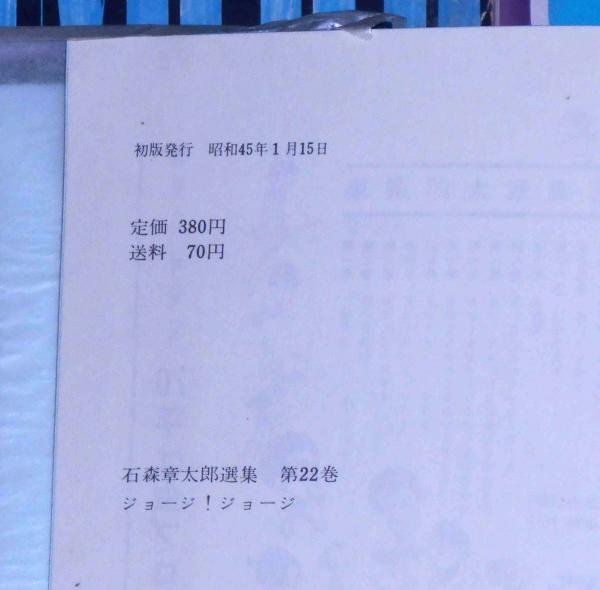 初版発行　昭和45年1月15日
定価 380円
送料 70円
石森章太郎選集　第22巻
ジョージ！ジョージ